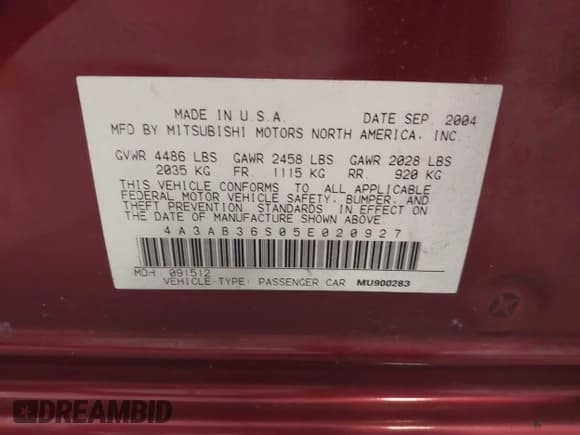 MADE IN U.S.A. DATE SEP. 2004
MFD BY MITSUBISHI MOTORS NORTH AMERICA, INC.
GVWR 4486 LBS GAWR 2458 LBS GAWR 2028 LBS
2035 KG FR. 1115 KG RR. 920 KG
THIS VEHICLE CONFORMS TO ALL APPLICABLE
FEDERAL MOTOR VEHICLE SAFETY, BUMPER, AND
THEFT PREVENTION STANDARDS IN EFFECT ON
THE DATE OF MANUFACTURE SHOWN ABOVE.
4A3AB36S05E020927
MDH 091512
VEHICLE TYPE: PASSENGER CAR MU900283
DREAMBID